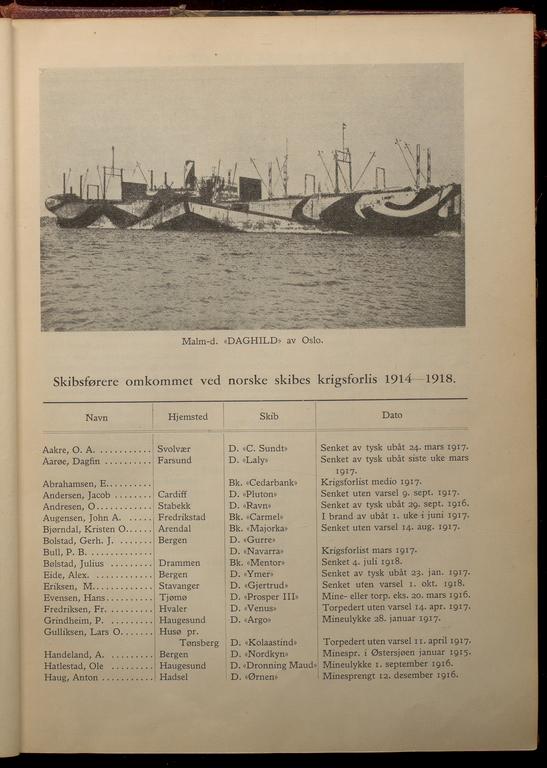 Malm-d. «DAGHILD» av Oslo.
Skibsførere omkommet ved norske skibes krigsforlis 1914—1918.
Navn Hjemsted Skib Dato
Aakre, O. A. ........... Svolvær D. «C. Sundt» Senket av tysk ubåt 24. mars 1917.
Aarøe, Dagfin .......... Farsund D. «Laly» Senket av tysk ubåt siste uke mars
1917.
Abrahamsen, E.......... Bk. «Cedarbank» Krigsforlist medio 1917.
Andersen, Jacob ........ Cardiff D. «Pluton» Senket uten varsel 9. sept. 1917.
Andresen, O............ Stabekk D. «Ravn» Senket av tysk ubåt 29. sept. 1916.
Augensen, John A. ..... Fredrikstad Bk. «Carmel» I brand av ubåt 1. uke i juni 1917.
Bjørndal, Kristen O...... Arendal Bk. «Majorka» Senket uten varsel 14. aug. 1917.
Bolstad, Gerh. J. ....... Bergen D. «Gurre»
Bull, P. B. ............. D. «Navarra» Krigsforlist mars 1917.
Bølstad, Julius ......... Drammen Bk. «Mentor» Senket 4. juli 1918.
Eide, Alex. ............ Bergen D. «Ymer» Senket av tysk ubåt 23. jan. 1917.
Eriksen, M............. Stavanger D. «Gjertrud» Senket uten varsel 1. okt. 1918.
Evensen, Hans ......... Tjømø D. «Prosper III» Mine- eller torp. eks. 20. mars 1916.
Fredriksen, Fr. ......... Hvaler D. «Venus» Torpedert uten varsel 14. apr. 1917.
Grindheim, P. .......... Haugesund D. «Argo» Mineulykke 28. januar 1917.
Gulliksen, Lars O...... Husø pr.
Tønsberg D. «Kolaastind» Torpedert uten varsel 11. april 1917.
Handeland, A. .......... Bergen D. «Nordkyn» Minespr. i Østersjøen januar 1915.
Hatlestad, Ole ......... Haugesund D. «Dronning Maud» Mineulykke 1. september 1916.
Haug, Anton ........... Hadsel D. «Ørnen» Minesprengt 12. desember 1916.